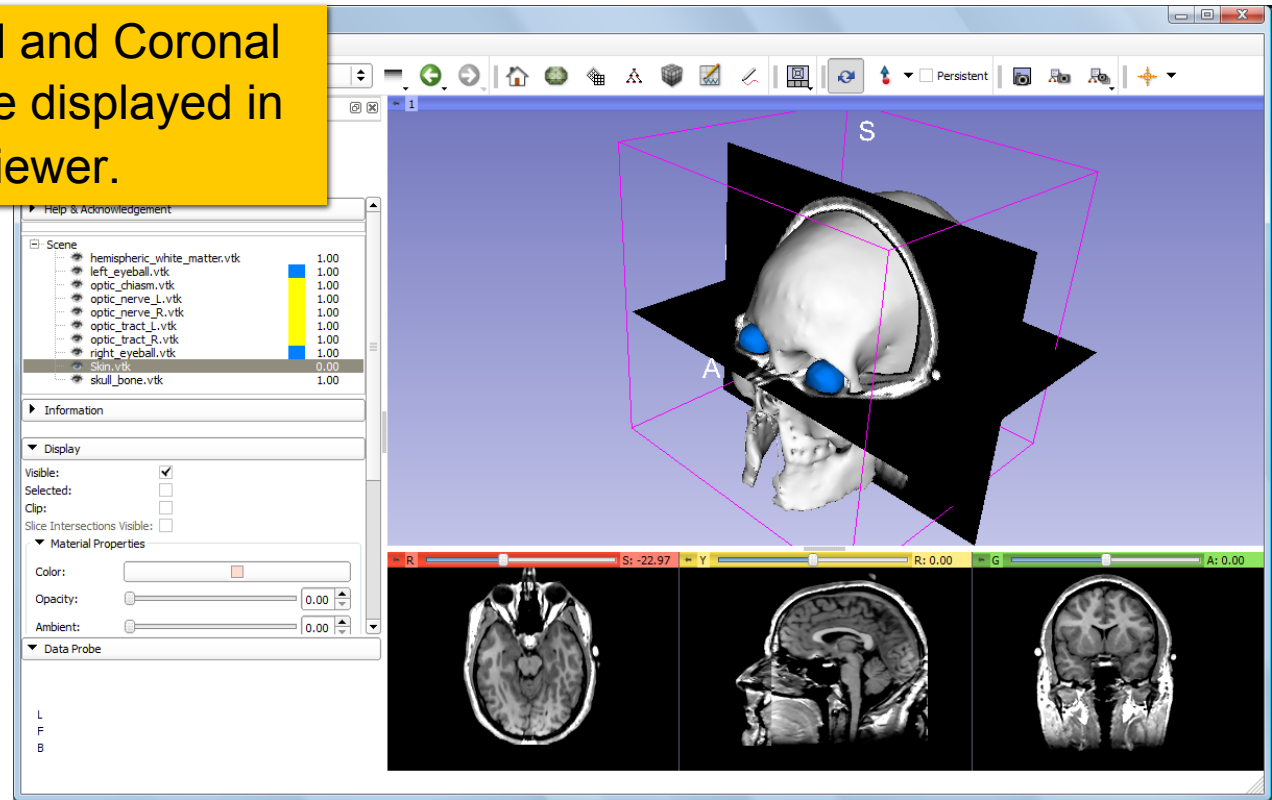 and Coronal
displayed in
Persistent
1
S
A
Help & Acknowledgement
Scene
hemispheric_white_matter.vtk 1.00
left_eyeball.vtk 1.00
optic_chiasm.vtk 1.00
optic_nerve_L.vtk 1.00
optic_nerve_R.vtk 1.00
optic_tract_L.vtk 1.00
optic_tract_R.vtk 1.00
right_eyeball.vtk 1.00
Skin.vtk 0.00
skull_bone.vtk 1.00
Information
Display
Visible:
Selected:
Clip:
Slice Intersections Visible:
Material Properties
Color:
Opacity: 0.00
Ambient: 0.00
Data Probe
L
F
B
R S: -22.97
Y R: 0.00
G A: 0.00